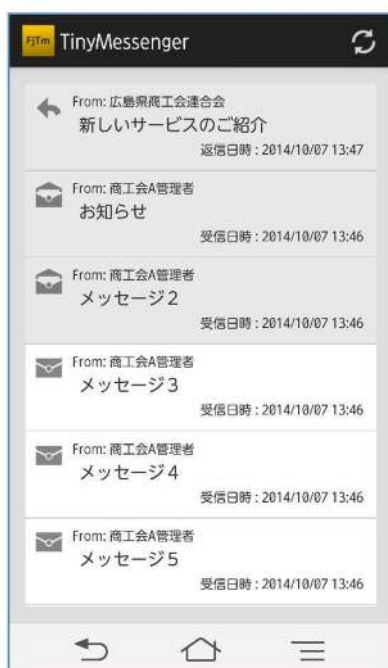 FjTm TinyMessenger
From: 広島県商工会連合会
新しいサービスのご紹介
返信日時 : 2014/10/07 13:47
From: 商工会A管理者
お知らせ
受信日時 : 2014/10/07 13:46
From: 商工会A管理者
メッセージ2
受信日時 : 2014/10/07 13:46
From: 商工会A管理者
メッセージ3
受信日時 : 2014/10/07 13:46
From: 商工会A管理者
メッセージ4
受信日時 : 2014/10/07 13:46
From: 商工会A管理者
メッセージ5
受信日時 : 2014/10/07 13:46